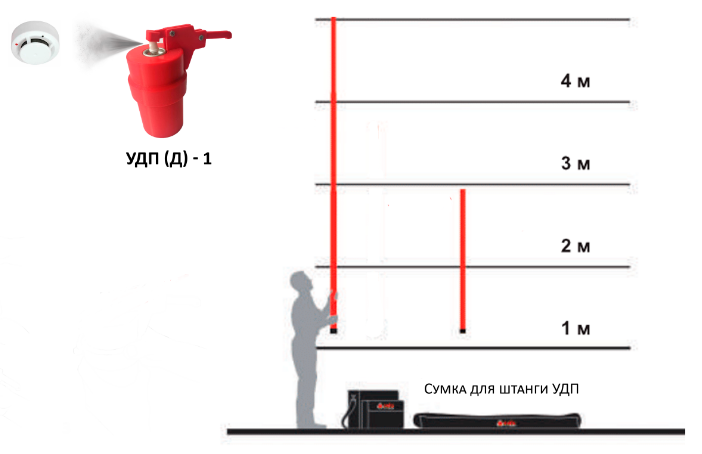 4 м
УДП (Д) - 1
3 м
2 м
1 м
Сумка для штанги УДП